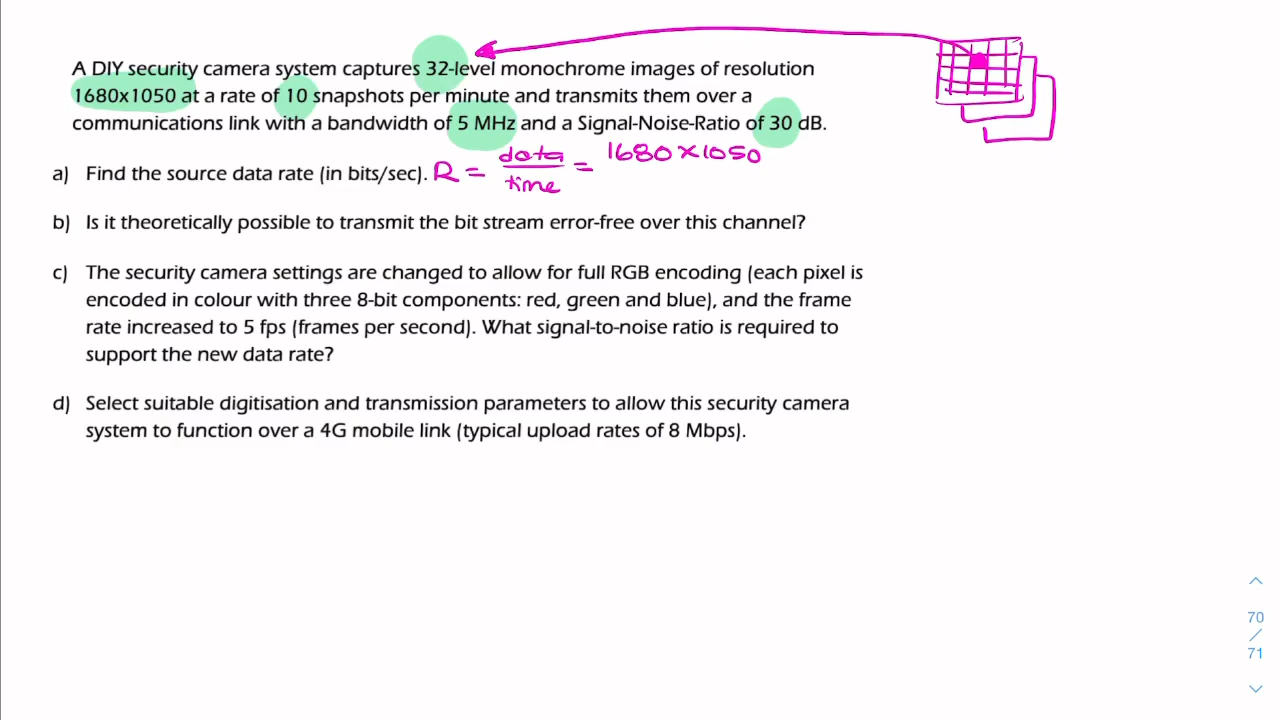 A DIY security camera system captures 32-level monochrome images of resolution
1680x1050 at a rate of 10 snapshots per minute and transmits them over a
communications link with a bandwidth of 5 MHz and a Signal-Noise-Ratio of 30 dB.
a) Find the source data rate (in bits/sec). R = data/time = 1680×1050
b) Is it theoretically possible to transmit the bit stream error-free over this channel?
c) The security camera settings are changed to allow for full RGB encoding (each pixel is
encoded in colour with three 8-bit components: red, green and blue), and the frame
rate increased to 5 fps (frames per second). What signal-to-noise ratio is required to
support the new data rate?
d) Select suitable digitisation and transmission parameters to allow this security camera
system to function over a 4G mobile link (typical upload rates of 8 Mbps).
70
/
71